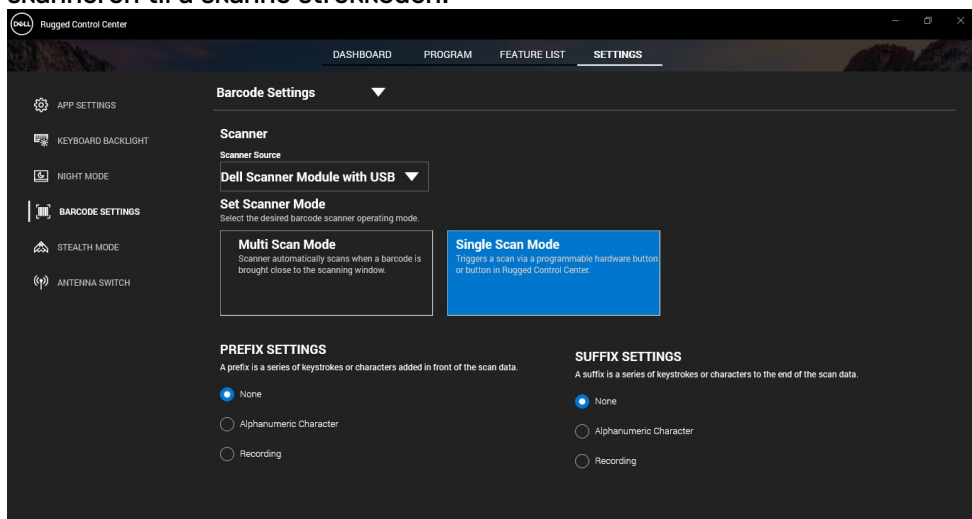 skanneren til å skanne strekkoden.
DELL Rugged Control Center
DASHBOARD PROGRAM FEATURE LIST SETTINGS
APP SETTINGS
KEYBOARD BACKLIGHT
NIGHT MODE
BARCODE SETTINGS
STEALTH MODE
ANTENNA SWITCH
Barcode Settings
Scanner
Scanner Source
Dell Scanner Module with USB
Set Scanner Mode
Select the desired barcode scanner operating mode.
Multi Scan Mode
Scanner automatically scans when a barcode is
brought close to the scanning window.
Single Scan Mode
Triggers a scan via a programmable hardware button
or button in Rugged Control Center.
PREFIX SETTINGS
A prefix is a series of keystrokes or characters added in front of the scan data.
None
Alphanumeric Character
Recording
SUFFIX SETTINGS
A suffix is a series of keystrokes or characters to the end of the scan data.
None
Alphanumeric Character
Recording